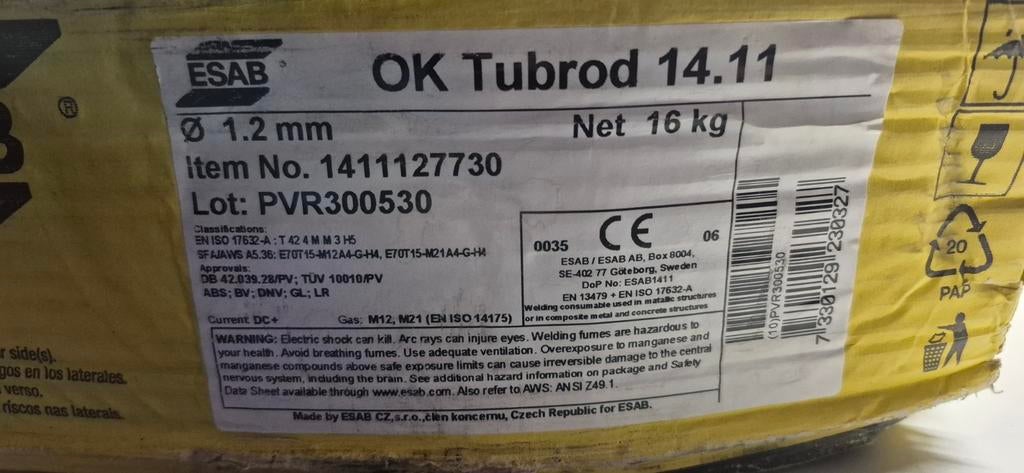 ESAB
OK Tubrod 14.11
Ø 1.2 mm
Net 16 kg
Item No. 1411127730
Lot: PVR300530
Classifications:
EN ISO 17632-A : T 42 4 M M 3 H5
SFA/AWS A5.36: E70T15-M12A4-G-H4, E70T15-M21A4-G-H4
Approvals:
DB 42.039.28/PV; TÜV 10010/PV
ABS; BV; DNV; GL; LR
Current: DC+
Gas: M12, M21 (EN ISO 14175)
0035 CE 06
ESAB / ESAB AB, Box 8004,
SE-402 77 Göteborg, Sweden
DoP No: ESAB1411
EN 13479 + EN ISO 17632-A
Welding consumable used in metallic structures
or in composite metal and concrete structures
WARNING: Electric shock can kill. Arc rays can injure eyes. Welding fumes are hazardous to
your health. Avoid breathing fumes. Use adequate ventilation. Overexposure to manganese and
manganese compounds above safe exposure limits can cause irreversible damage to the central
nervous system, including the brain. See additional hazard information on package and Safety
Data Sheet available through www.esab.com. Also refer to AWS: ANSI Z49.1.
Made by ESAB CZ,s.r.o.,člen koncernu, Czech Republic for ESAB.
(10)PVR300530
7330129 230327
20
PAP
B ®
r side(s).
gos en los laterales.
verso.
riscos nas laterais.